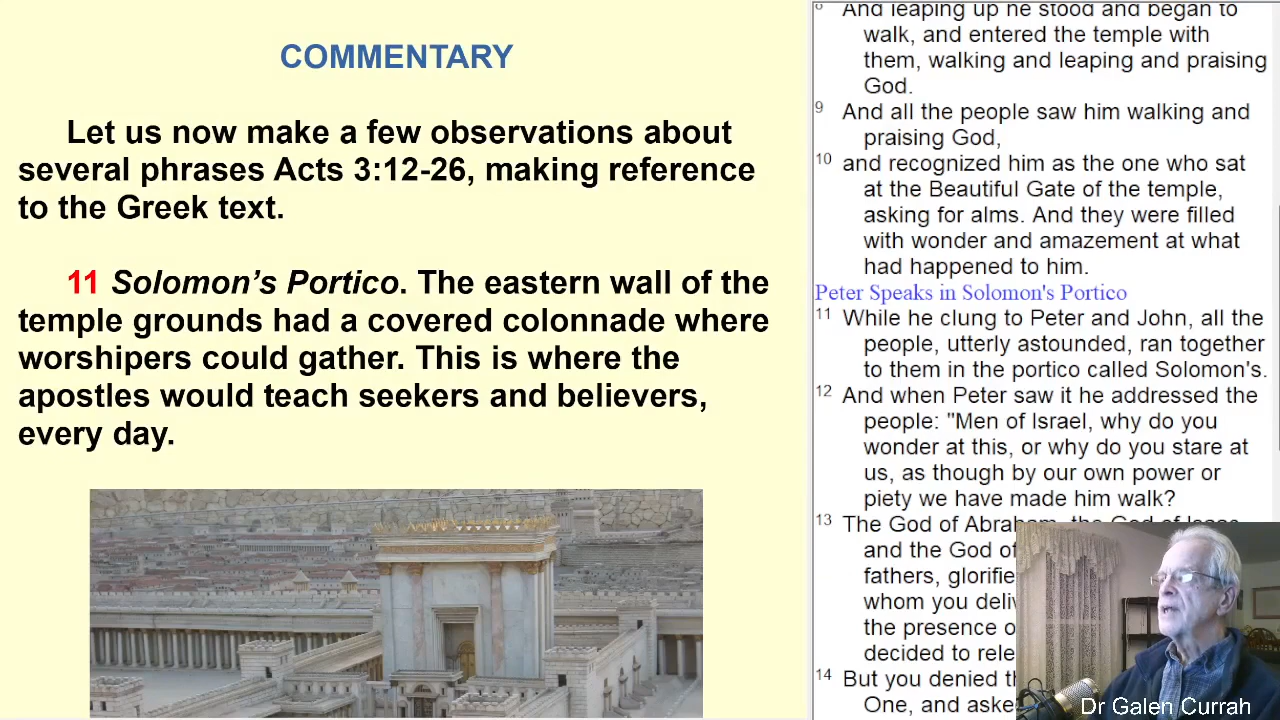 COMMENTARY
Let us now make a few observations about
several phrases Acts 3:12-26, making reference
to the Greek text.
11 Solomon's Portico. The eastern wall of the
temple grounds had a covered colonnade where
worshipers could gather. This is where the
apostles would teach seekers and believers,
every day.
8 And leaping up he stood and began to
walk, and entered the temple with
them, walking and leaping and praising
God.
9 And all the people saw him walking and
praising God,
10 and recognized him as the one who sat
at the Beautiful Gate of the temple,
asking for alms. And they were filled
with wonder and amazement at what
had happened to him.
Peter Speaks in Solomon's Portico
11 While he clung to Peter and John, all the
people, utterly astounded, ran together
to them in the portico called Solomon's.
12 And when Peter saw it he addressed the
people: "Men of Israel, why do you
wonder at this, or why do you stare at
us, as though by our own power or
piety we have made him walk?
13 The God of Abraham, the God of Isaac,
and the God of
fathers,
whom you
the presence
decided to
14 But you denied
One, and
Dr Galen Currah